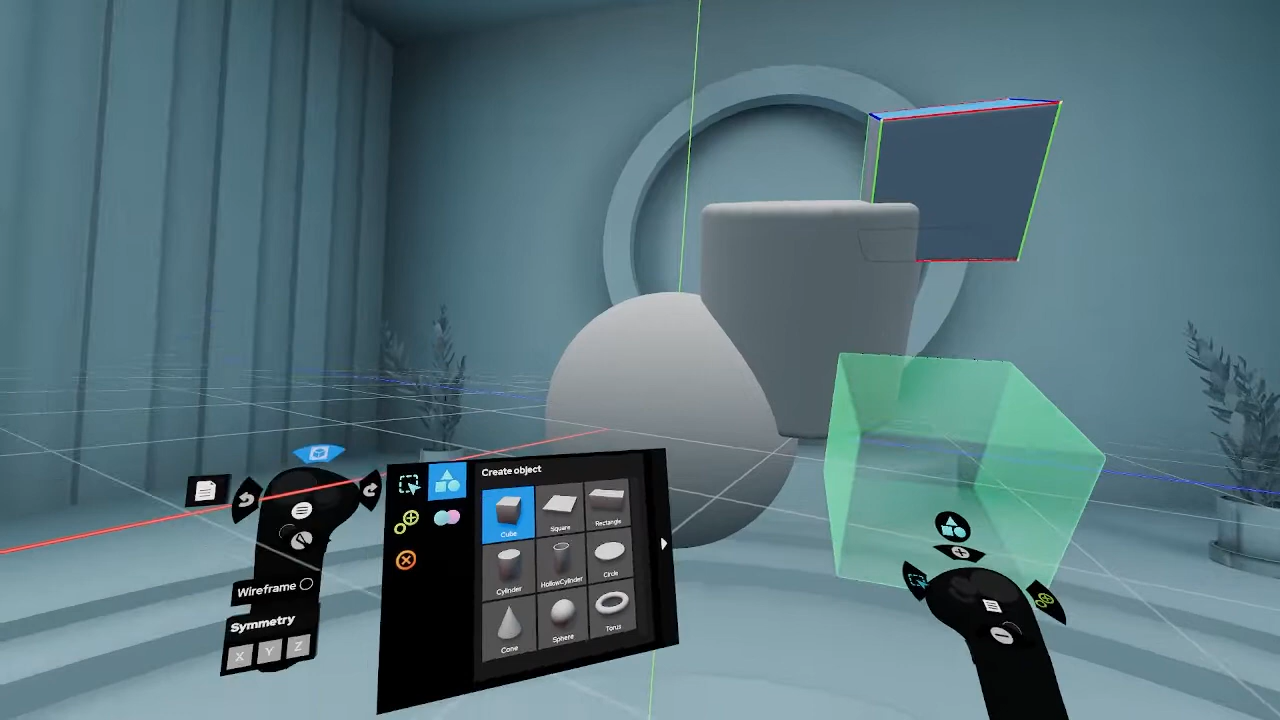 Create object
Cube
Square
Rectangle
Cylinder
HollowCylinder
Circle
Cone
Sphere
Torus
Wireframe
Symmetry
X Y Z